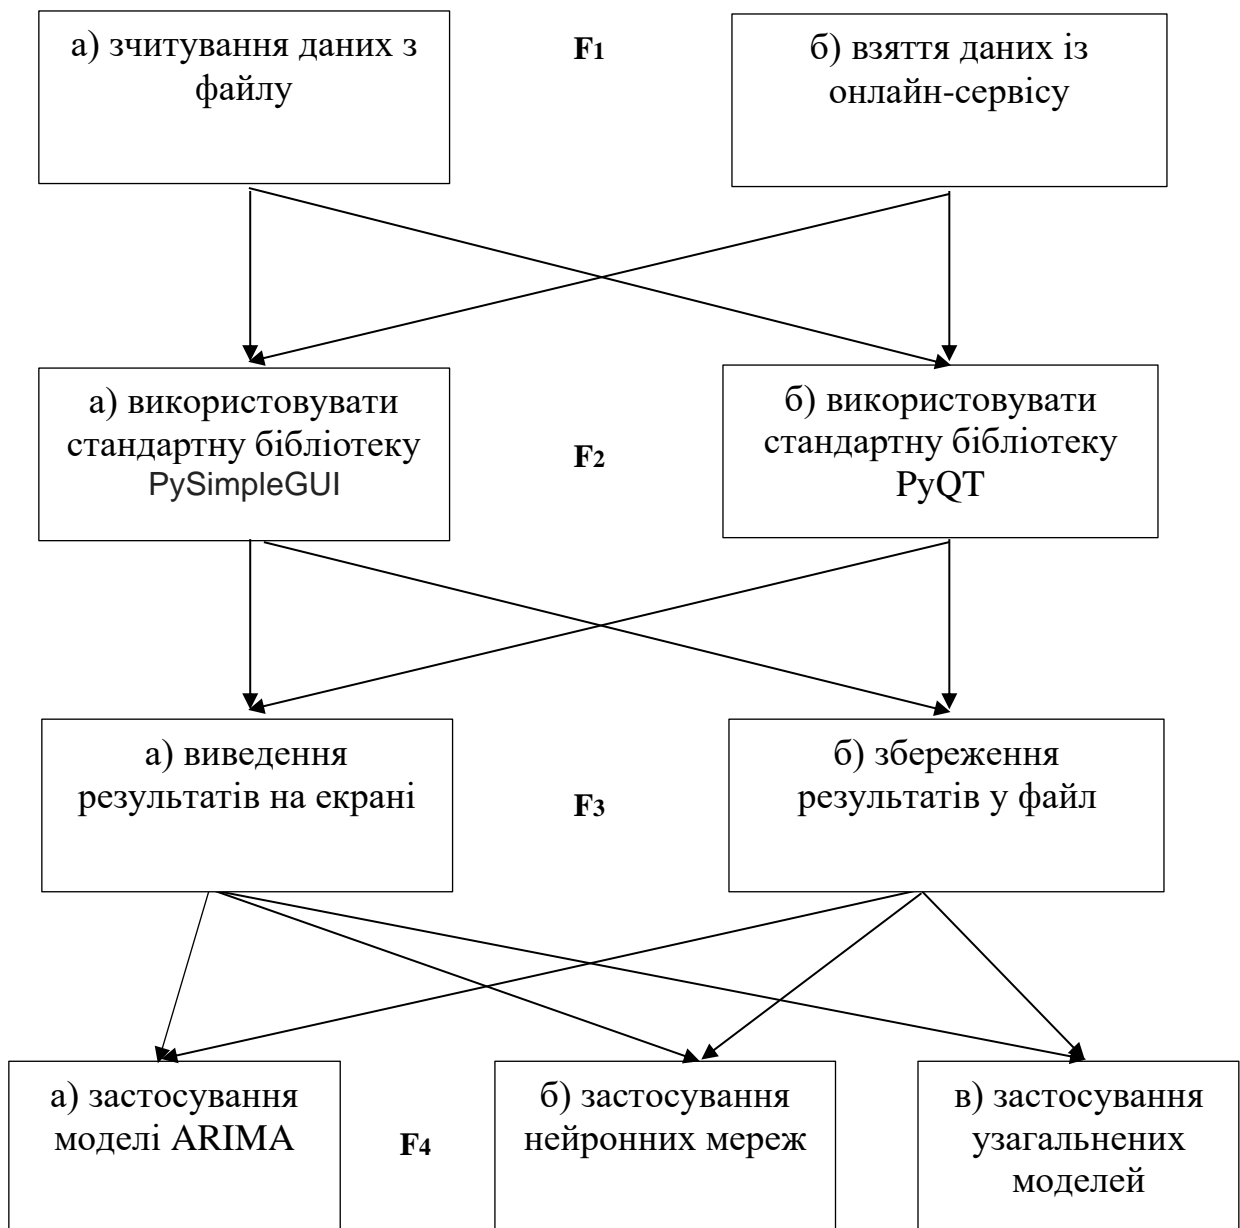 а) зчитування даних з
файлу
F1
б) взяття даних із
онлайн-сервісу
а) використовувати
стандартну бібліотеку
PySimpleGUI
F2
б) використовувати
стандартну бібліотеку
PyQT
а) виведення
результатів на екрані
F3
б) збереження
результатів у файл
а) застосування
моделі ARIMA
F4
б) застосування
нейронних мереж
в) застосування
узагальнених
моделей